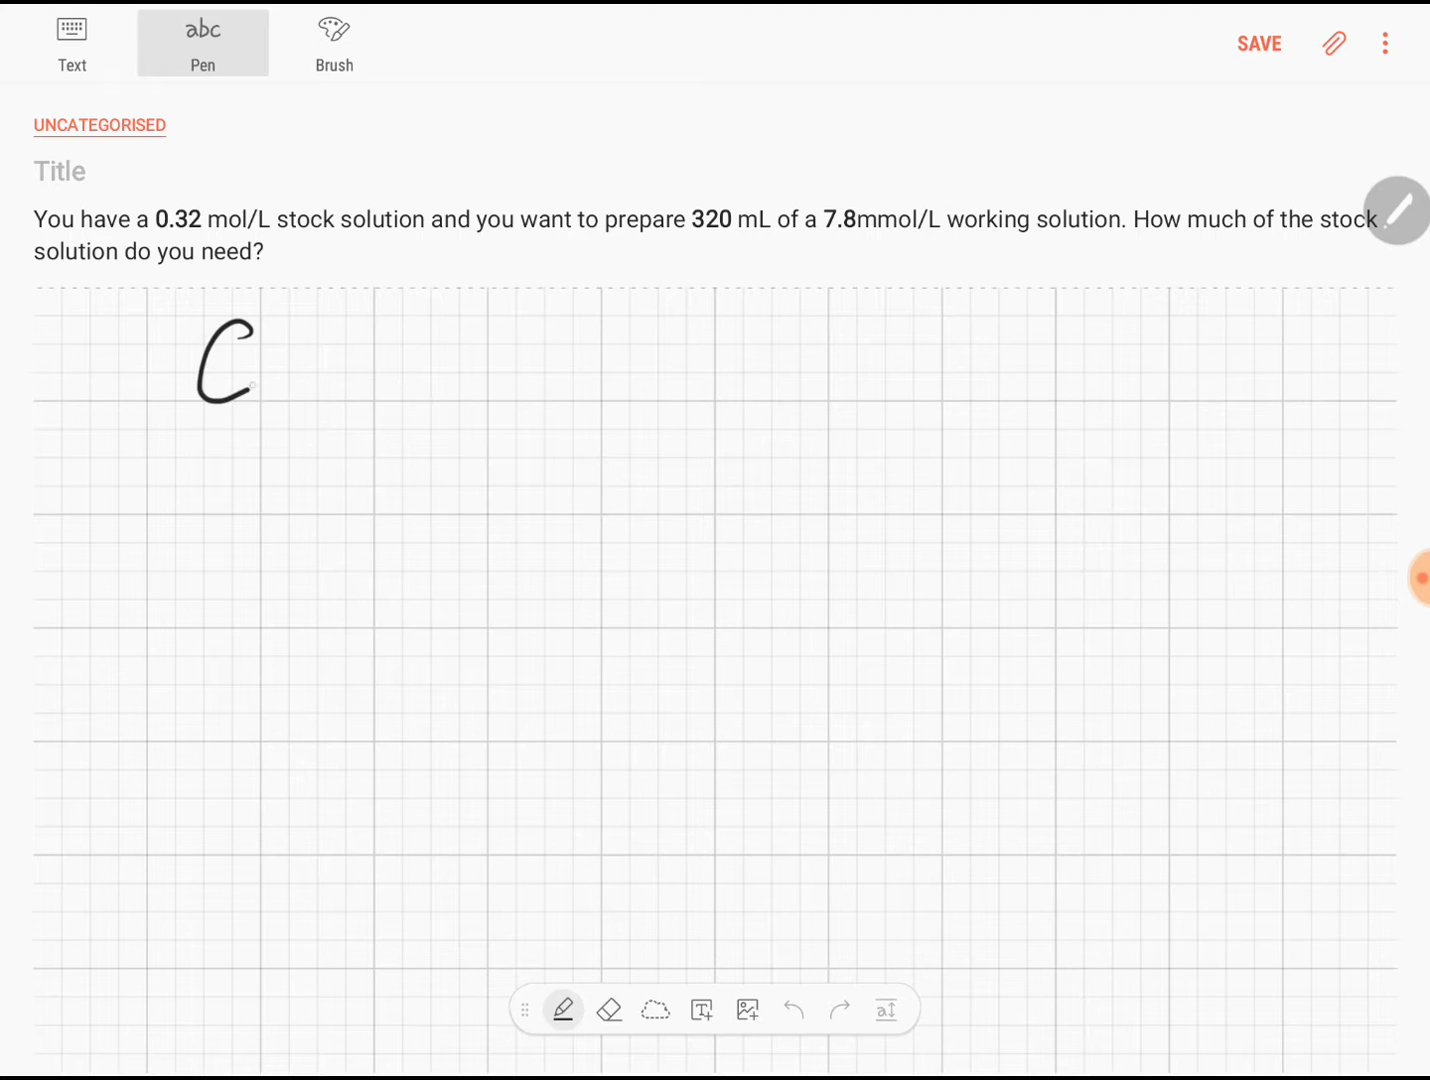 Text
abc
Pen
Brush
SAVE
UNCATEGORISED
Title
You have a 0.32 mol/L stock solution and you want to prepare 320 mL of a 7.8mmol/L working solution. How much of the stock
solution do you need?
C